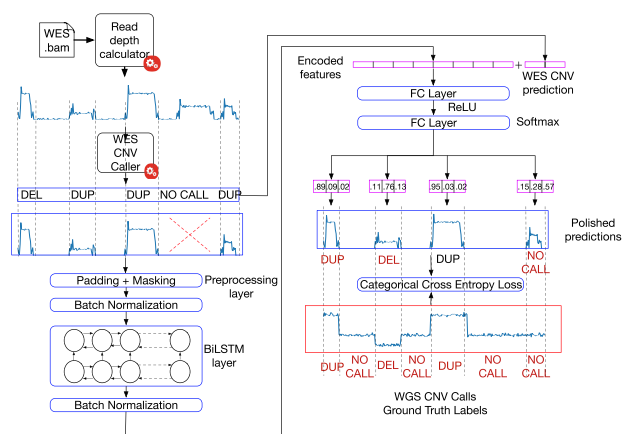 WES
.bam
Read
depth
calculator
WES
CNV
Caller
DEL DUP DUP NO CALL DUP
Padding + Masking
Preprocessing
layer
Batch Normalization
BiLSTM
layer
Batch Normalization
Encoded
features
+
WES CNV
prediction
FC Layer
ReLU
FC Layer
Softmax
.89 .09 .02 .11 .76 .13 .95 .03 .02 .15 .28 .57
Polished
predictions
DUP DEL DUP NO
CALL
Categorical Cross Entropy Loss
DUP NO
CALL DEL DUP NO
CALL NO
CALL
WGS CNV Calls
Ground Truth Labels